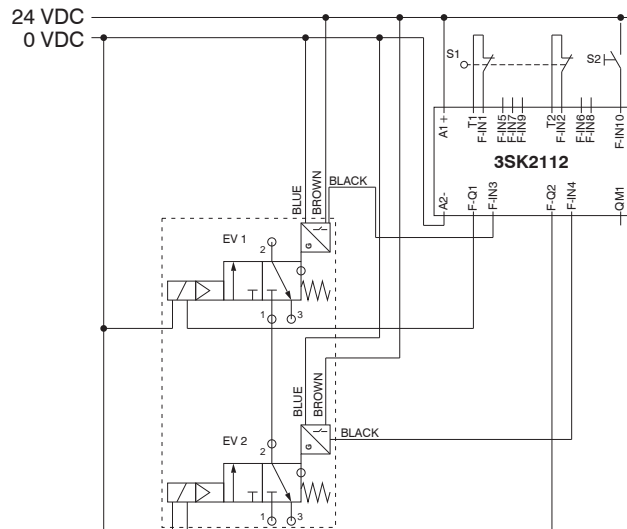 24 VDC
0 VDC
S1
S2
A1+
T1
F-IN1
F-IN5
F-IN7
F-IN9
T2
F-IN2
F-IN6
F-IN8
F-IN10
3SK2112
A2-
F-Q1
F-IN3
F-Q2
F-IN4
QM1
BLUE
BROWN
BLACK
EV 1
2
G
1
3
BLUE
BROWN
BLACK
EV 2
2
G
1
3